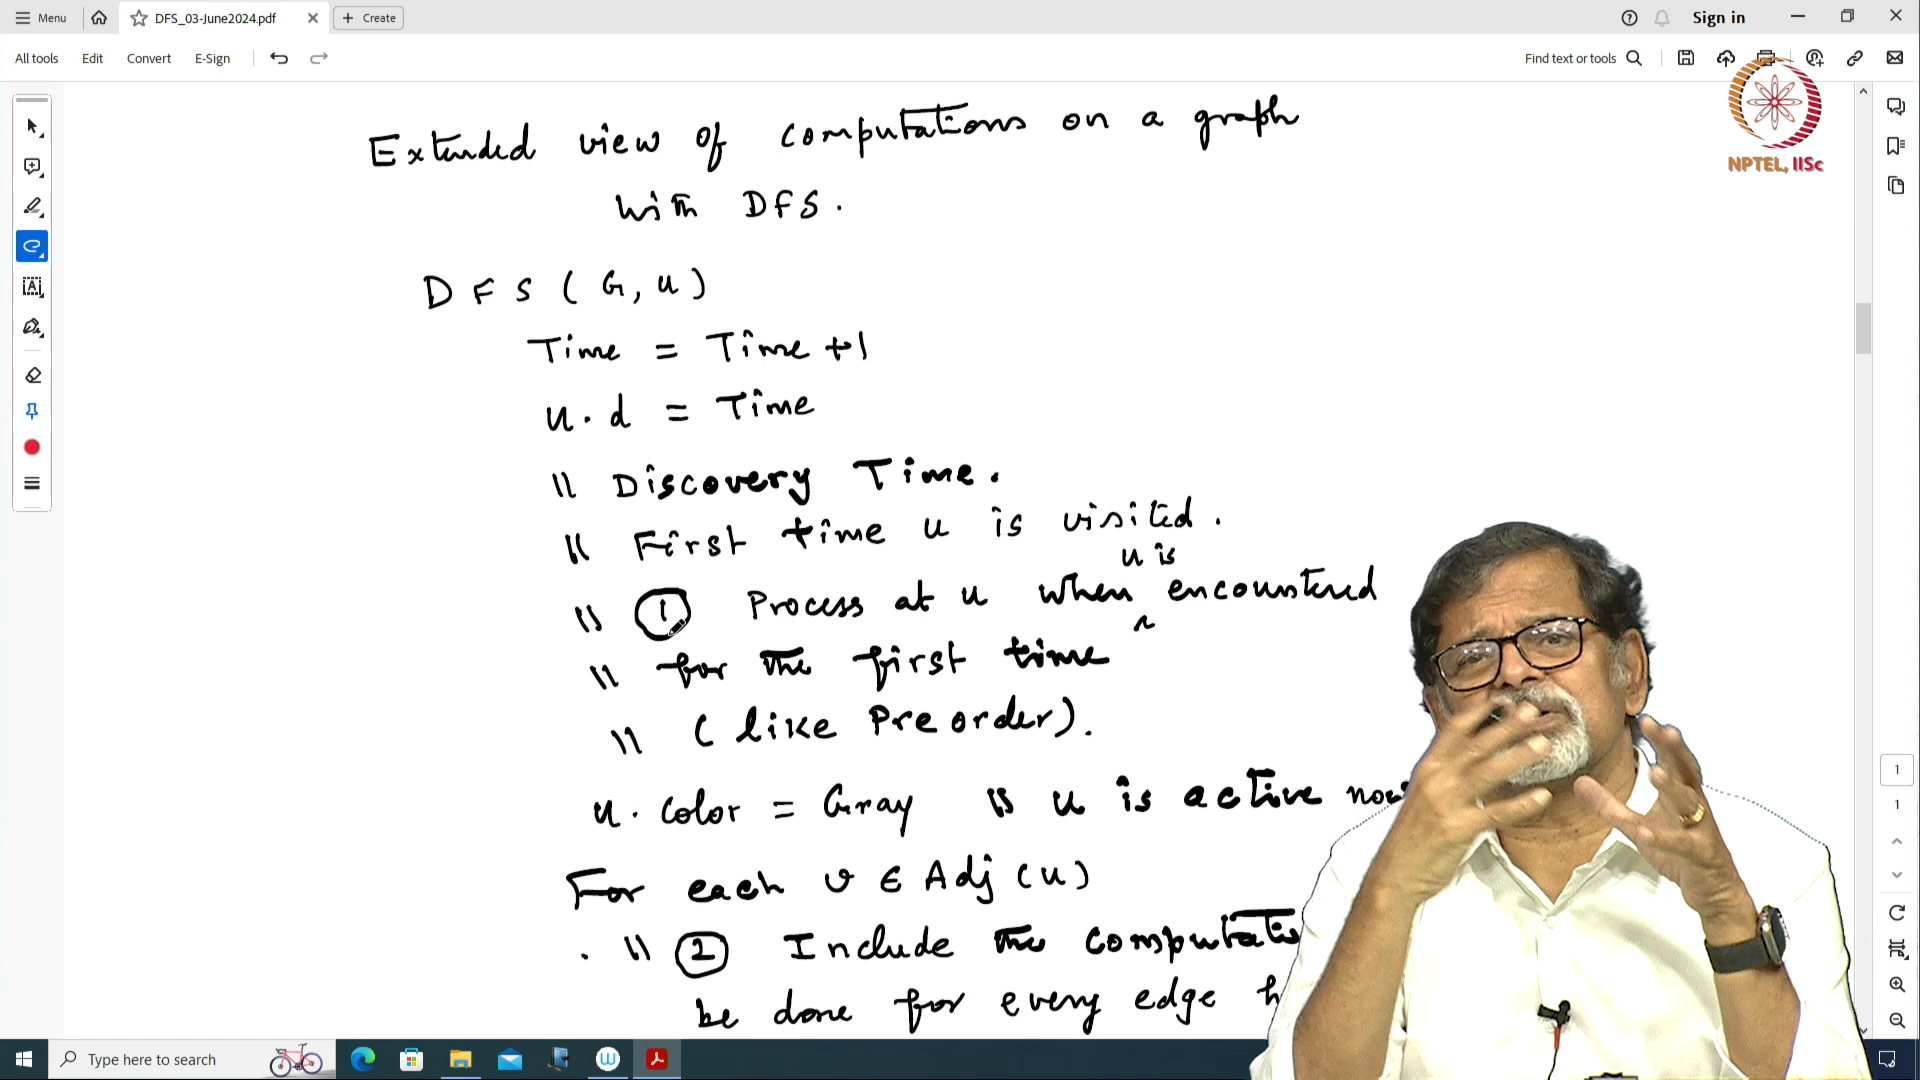 Menu
DFS_03-June2024.pdf
Create
Sign in
All tools
Edit
Convert
E-Sign
Find text or tools
NPTEL, IISc
Extended view of computations on a graph
with DFS.
DFS (G, u)
Time = Time +1
u.d = Time
\\ Discovery Time.
\\ First time u is visited.
u is
\\ ① Process at u when ^ encountered
\\ for the first time
\\ (like Preorder).
u.color = Gray \\ u is active
For each v ∈ Adj (u)
. \\ ② Include the
be done for every edge
1
1
Type here to search